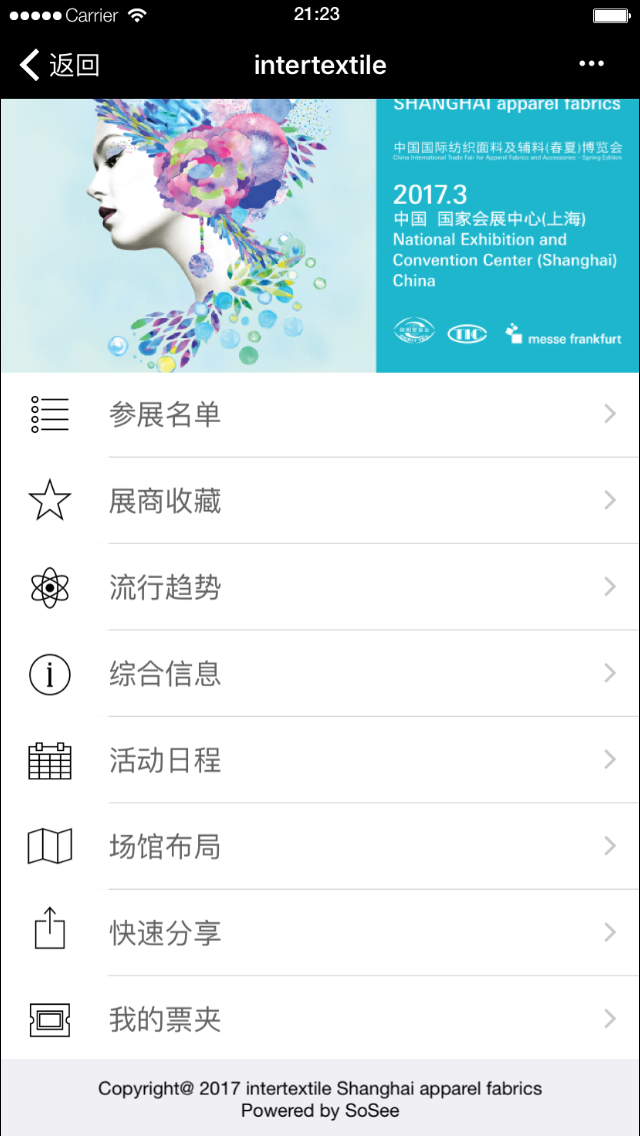 Carrier 21:23
返回 intertextile
SHANGHAI apparel fabrics
中国国际纺织面料及辅料(春夏)博览会
China International Trade Fair for Apparel Fabrics and Accessories – Spring Edition
2017.3
中国 国家会展中心(上海)
National Exhibition and
Convention Center (Shanghai)
China
messe frankfurt
参展名单
展商收藏
流行趋势
综合信息
活动日程
场馆布局
快速分享
我的票夹
Copyright@ 2017 intertextile Shanghai apparel fabrics
Powered by SoSee